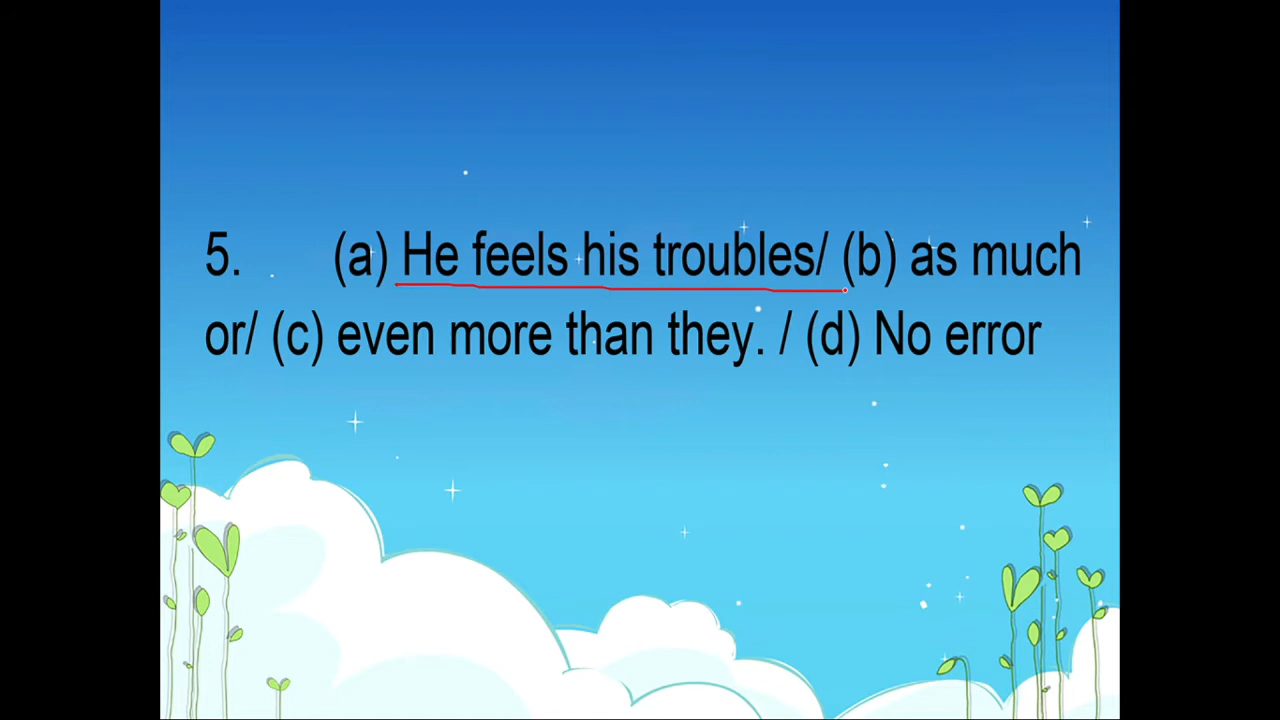 5. (a) He feels his troubles/ (b) as much
or/ (c) even more than they. / (d) No error